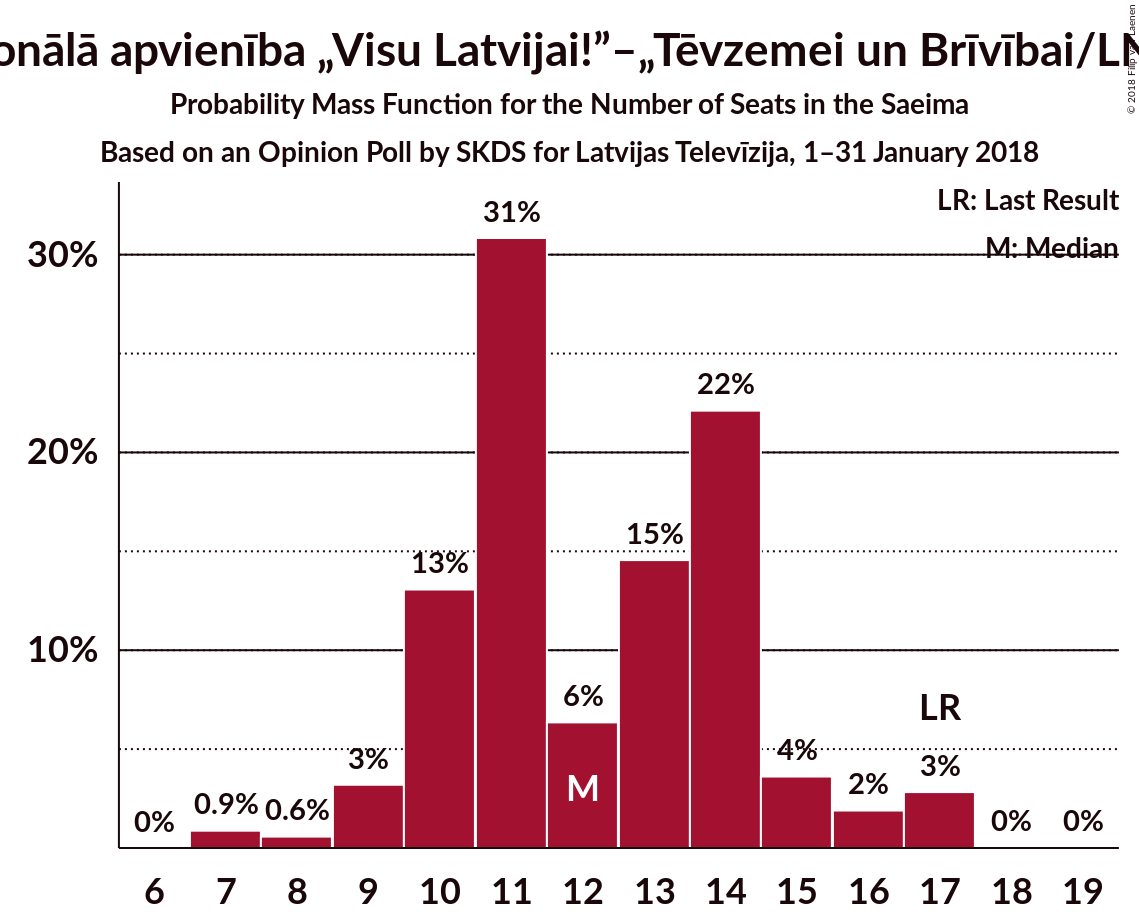 onālā apvienība „Visu Latvijai!”–„Tēvzemei un Brīvībai/LN
© 2018 Filip van Laenen
Probability Mass Function for the Number of Seats in the Saeima
Based on an Opinion Poll by SKDS for Latvijas Televīzija, 1–31 January 2018
LR: Last Result
M: Median
30%
20%
10%
0%
0.9%
0.6%
3%
13%
31%
6%
15%
22%
4%
2%
3%
0%
0%
M
LR
6 7 8 9 10 11 12 13 14 15 16 17 18 19